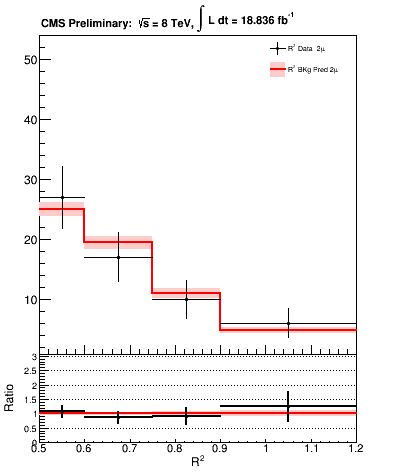 CMS Preliminary: √s = 8 TeV, ∫ L dt = 18.836 fb⁻¹
R² Data 2μ
R² BKg Pred 2μ
50
40
30
20
10
Ratio
3
2.5
2
1.5
1
0.5
0
0.5 0.6 0.7 0.8 0.9 1 1.1 1.2
R²